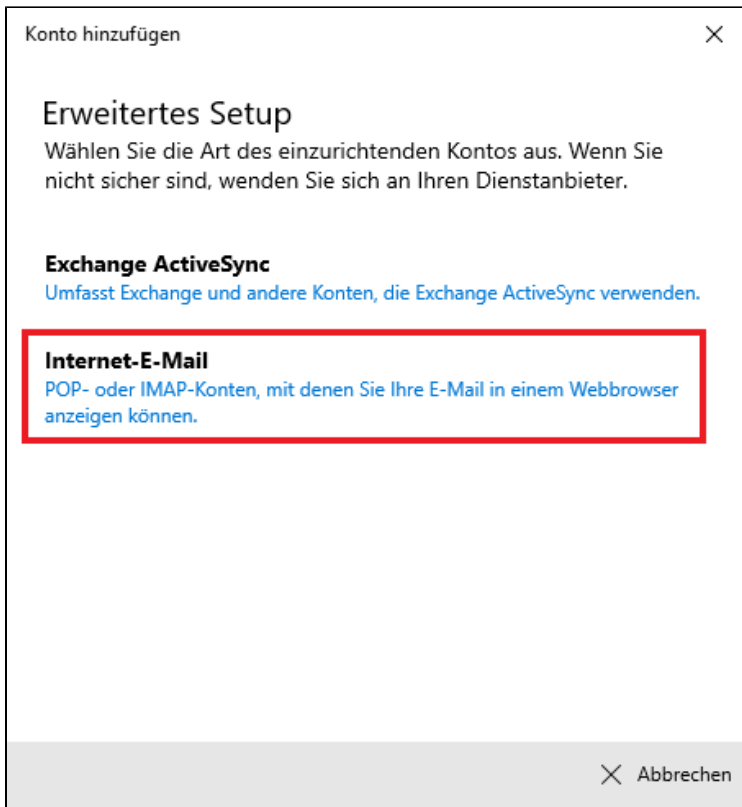 Konto hinzufügen
Erweitertes Setup
Wählen Sie die Art des einzurichtenden Kontos aus. Wenn Sie
nicht sicher sind, wenden Sie sich an Ihren Dienstanbieter.
Exchange ActiveSync
Umfasst Exchange und andere Konten, die Exchange ActiveSync verwenden.
Internet-E-Mail
POP- oder IMAP-Konten, mit denen Sie Ihre E-Mail in einem Webbrowser
anzeigen können.
Abbrechen